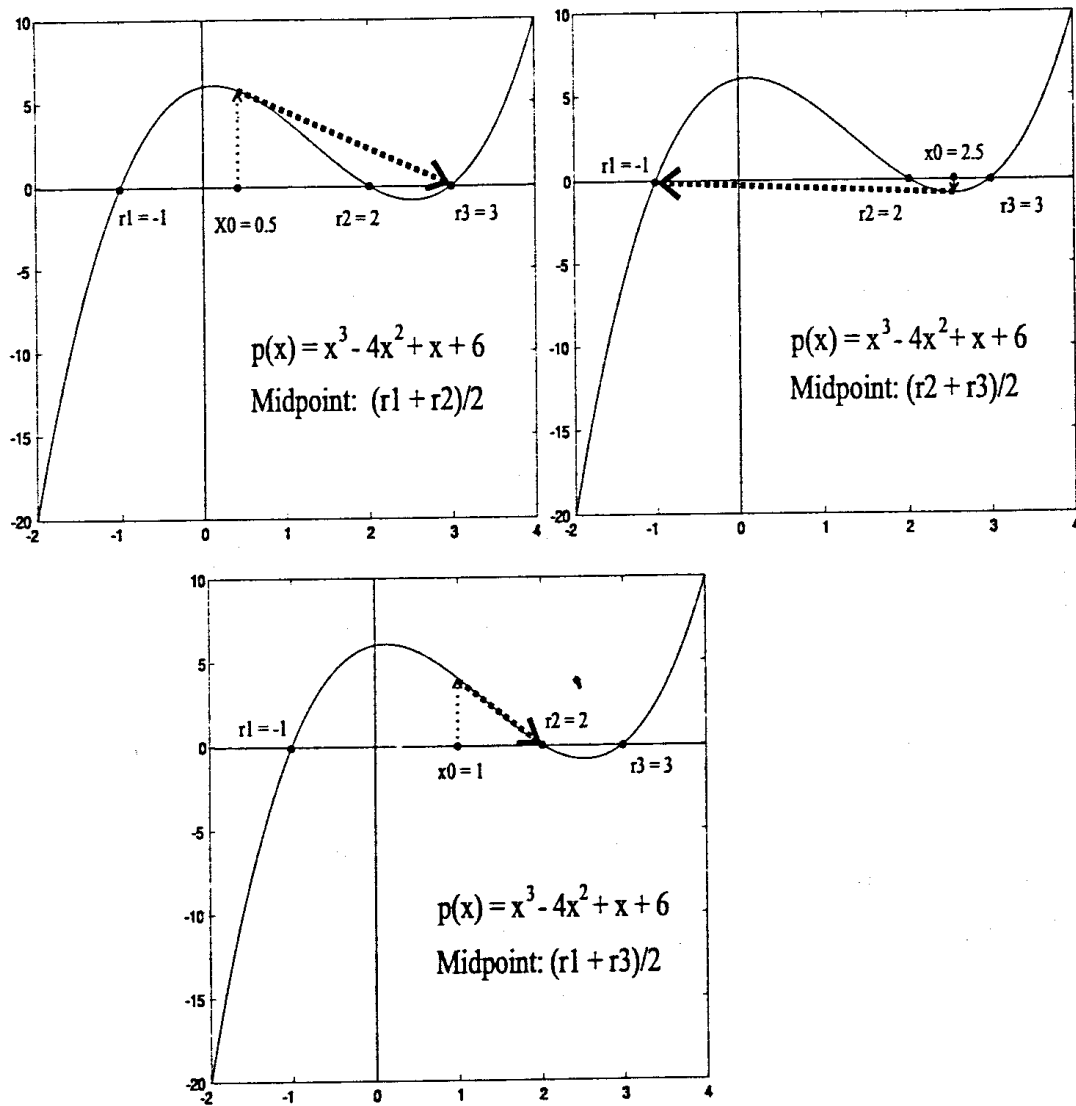 10
5
0
-5
-10
-15
-20
-2 -1 0 1 2 3 4
r1 = -1
X0 = 0.5
r2 = 2
r3 = 3
p(x) = x³ - 4x² + x + 6
Midpoint: (r1 + r2)/2
10
5
0
-5
-10
-15
-20
-2 -1 0 1 2 3 4
r1 = -1
x0 = 2.5
r2 = 2
r3 = 3
p(x) = x³ - 4x² + x + 6
Midpoint: (r2 + r3)/2
10
5
0
-5
-10
-15
-20
-2 -1 0 1 2 3 4
r1 = -1
r2 = 2
x0 = 1
r3 = 3
p(x) = x³ - 4x² + x + 6
Midpoint: (r1 + r3)/2